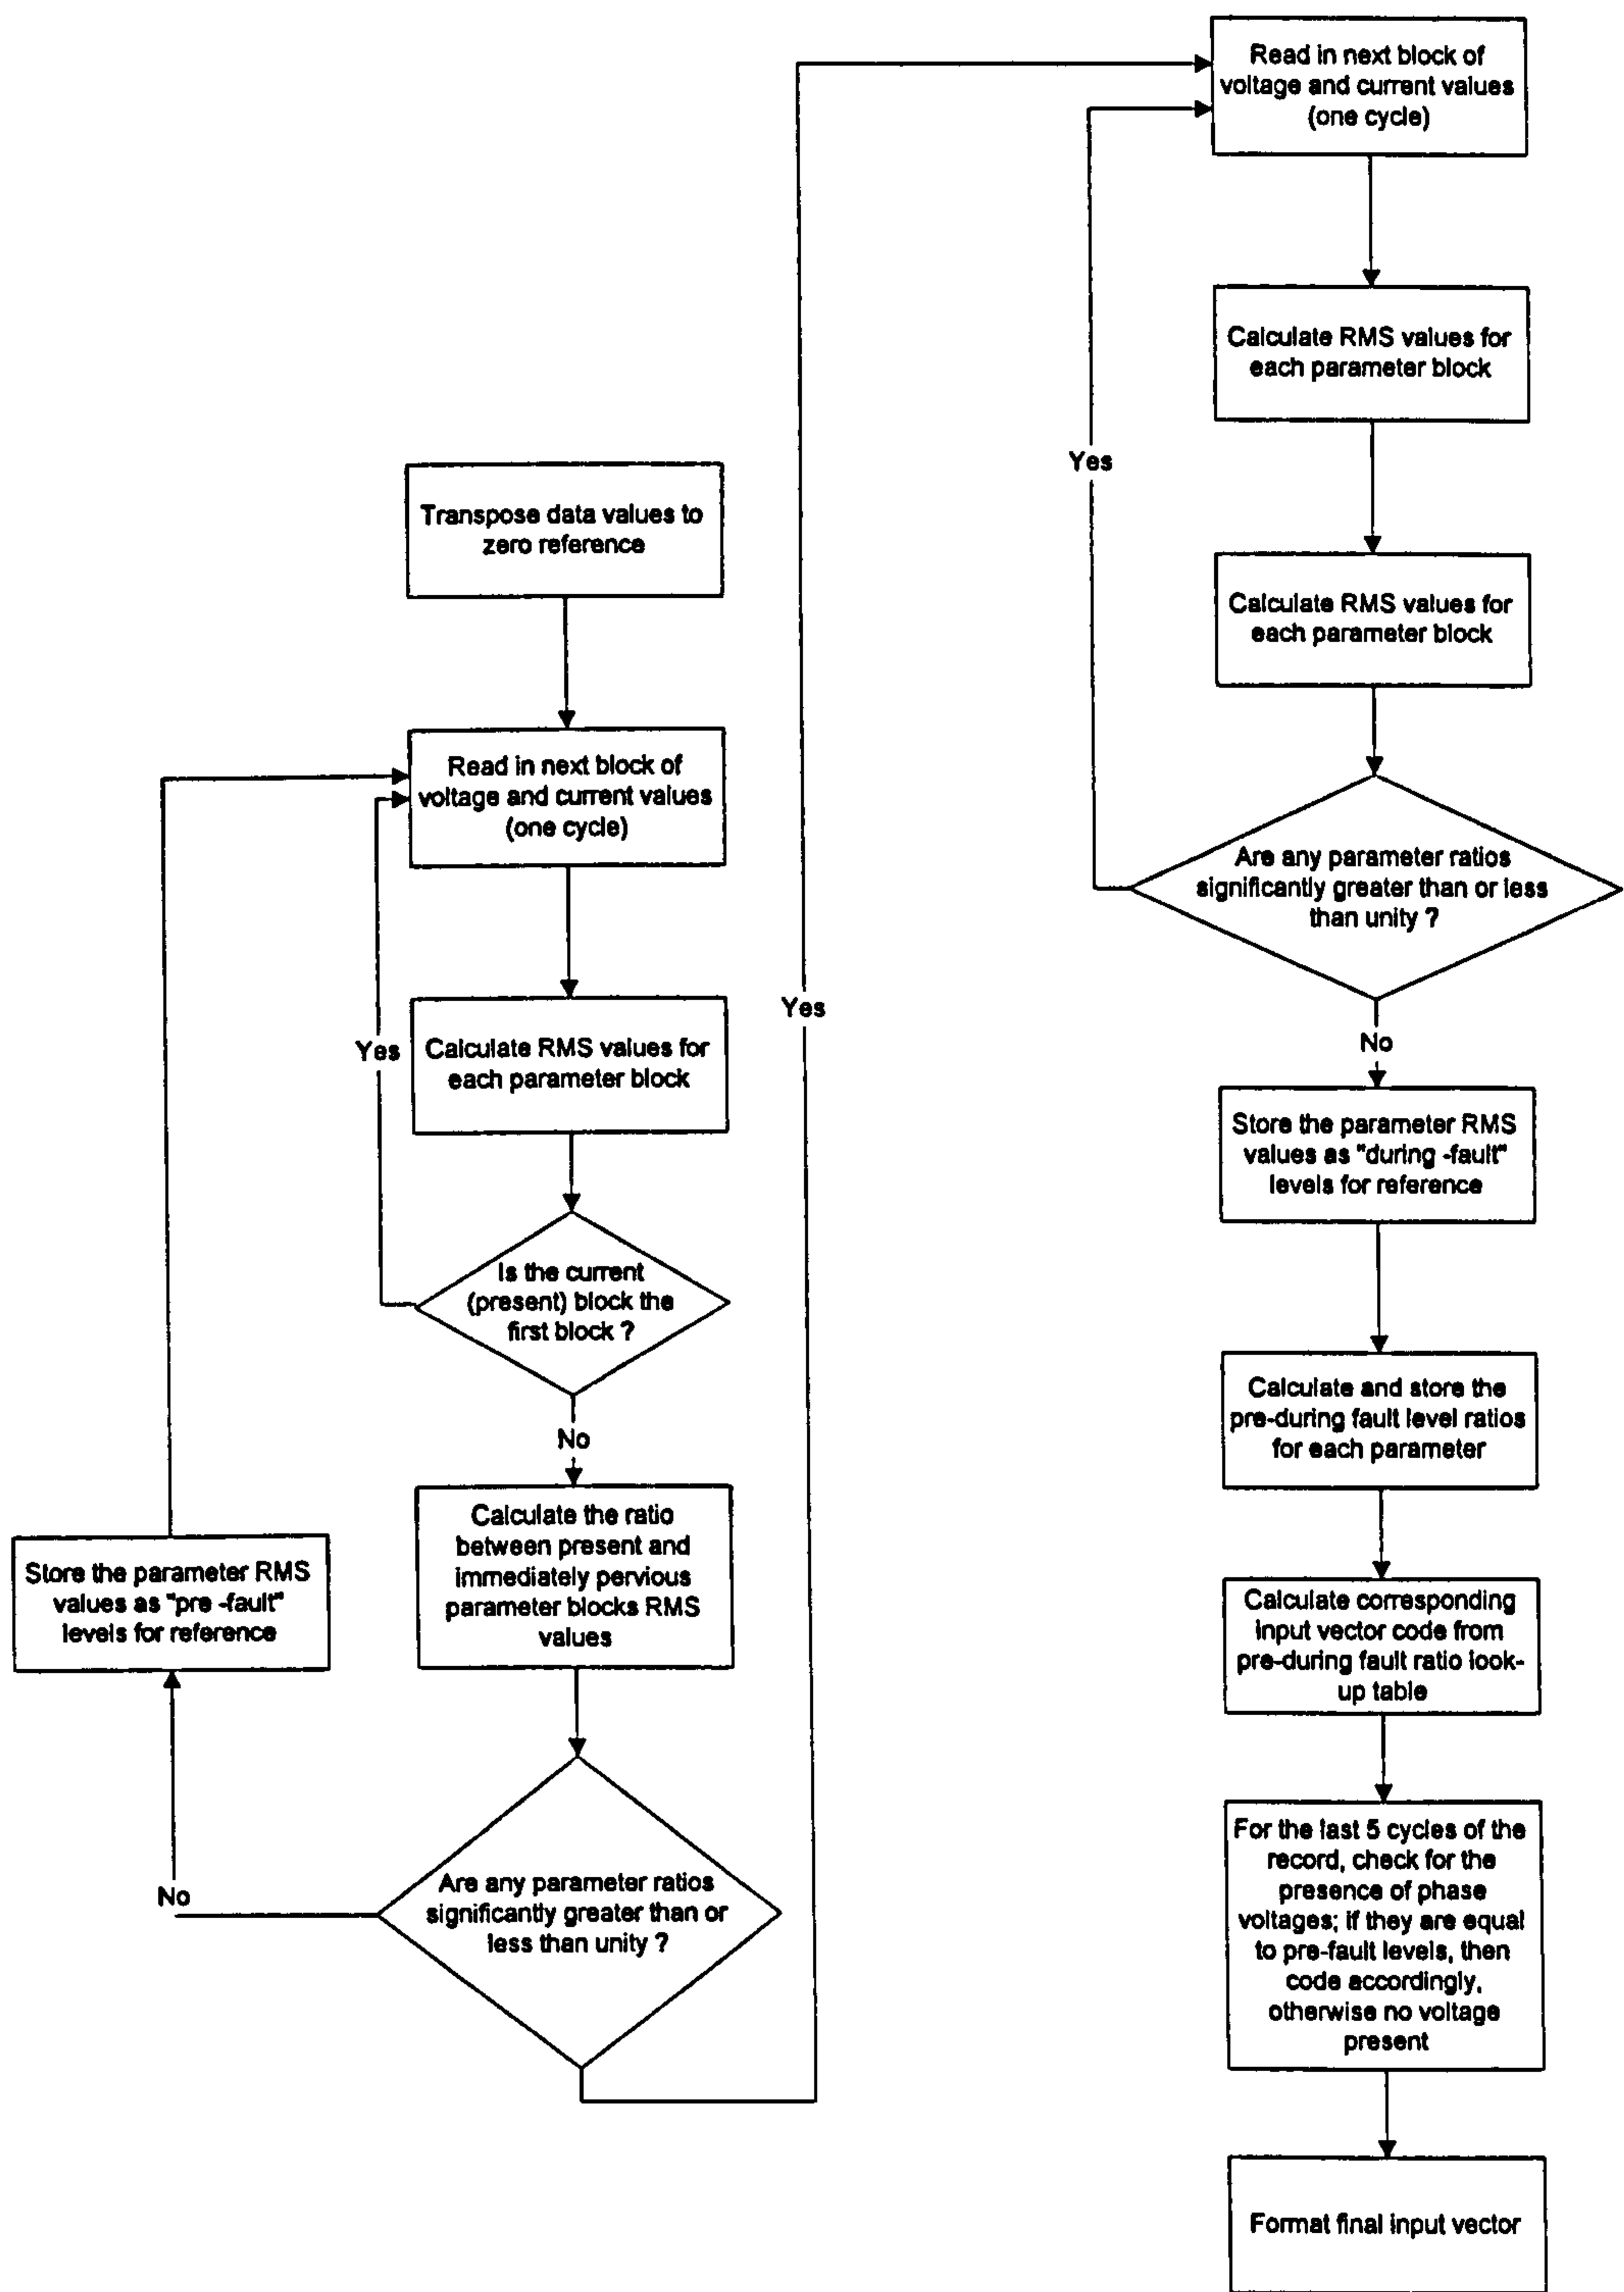 Transpose data values to
zero reference
Read in next block of
voltage and current values
(one cycle)
Yes
Calculate RMS values for
each parameter block
Is the current
(present) block the
first block ?
No
Calculate the ratio
between present and
immediately pervious
parameter blocks RMS
values
Store the parameter RMS
values as "pre -fault"
levels for reference
No
Are any parameter ratios
significantly greater than or
less than unity ?
Yes
Read in next block of
voltage and current values
(one cycle)
Calculate RMS values for
each parameter block
Yes
Calculate RMS values for
each parameter block
Are any parameter ratios
significantly greater than or less
than unity ?
No
Store the parameter RMS
values as "during -fault"
levels for reference
Calculate and store the
pre-during fault level ratios
for each parameter
Calculate corresponding
input vector code from
pre-during fault ratio look-
up table
For the last 5 cycles of the
record, check for the
presence of phase
voltages; if they are equal
to pre-fault levels, then
code accordingly,
otherwise no voltage
present
Format final input vector